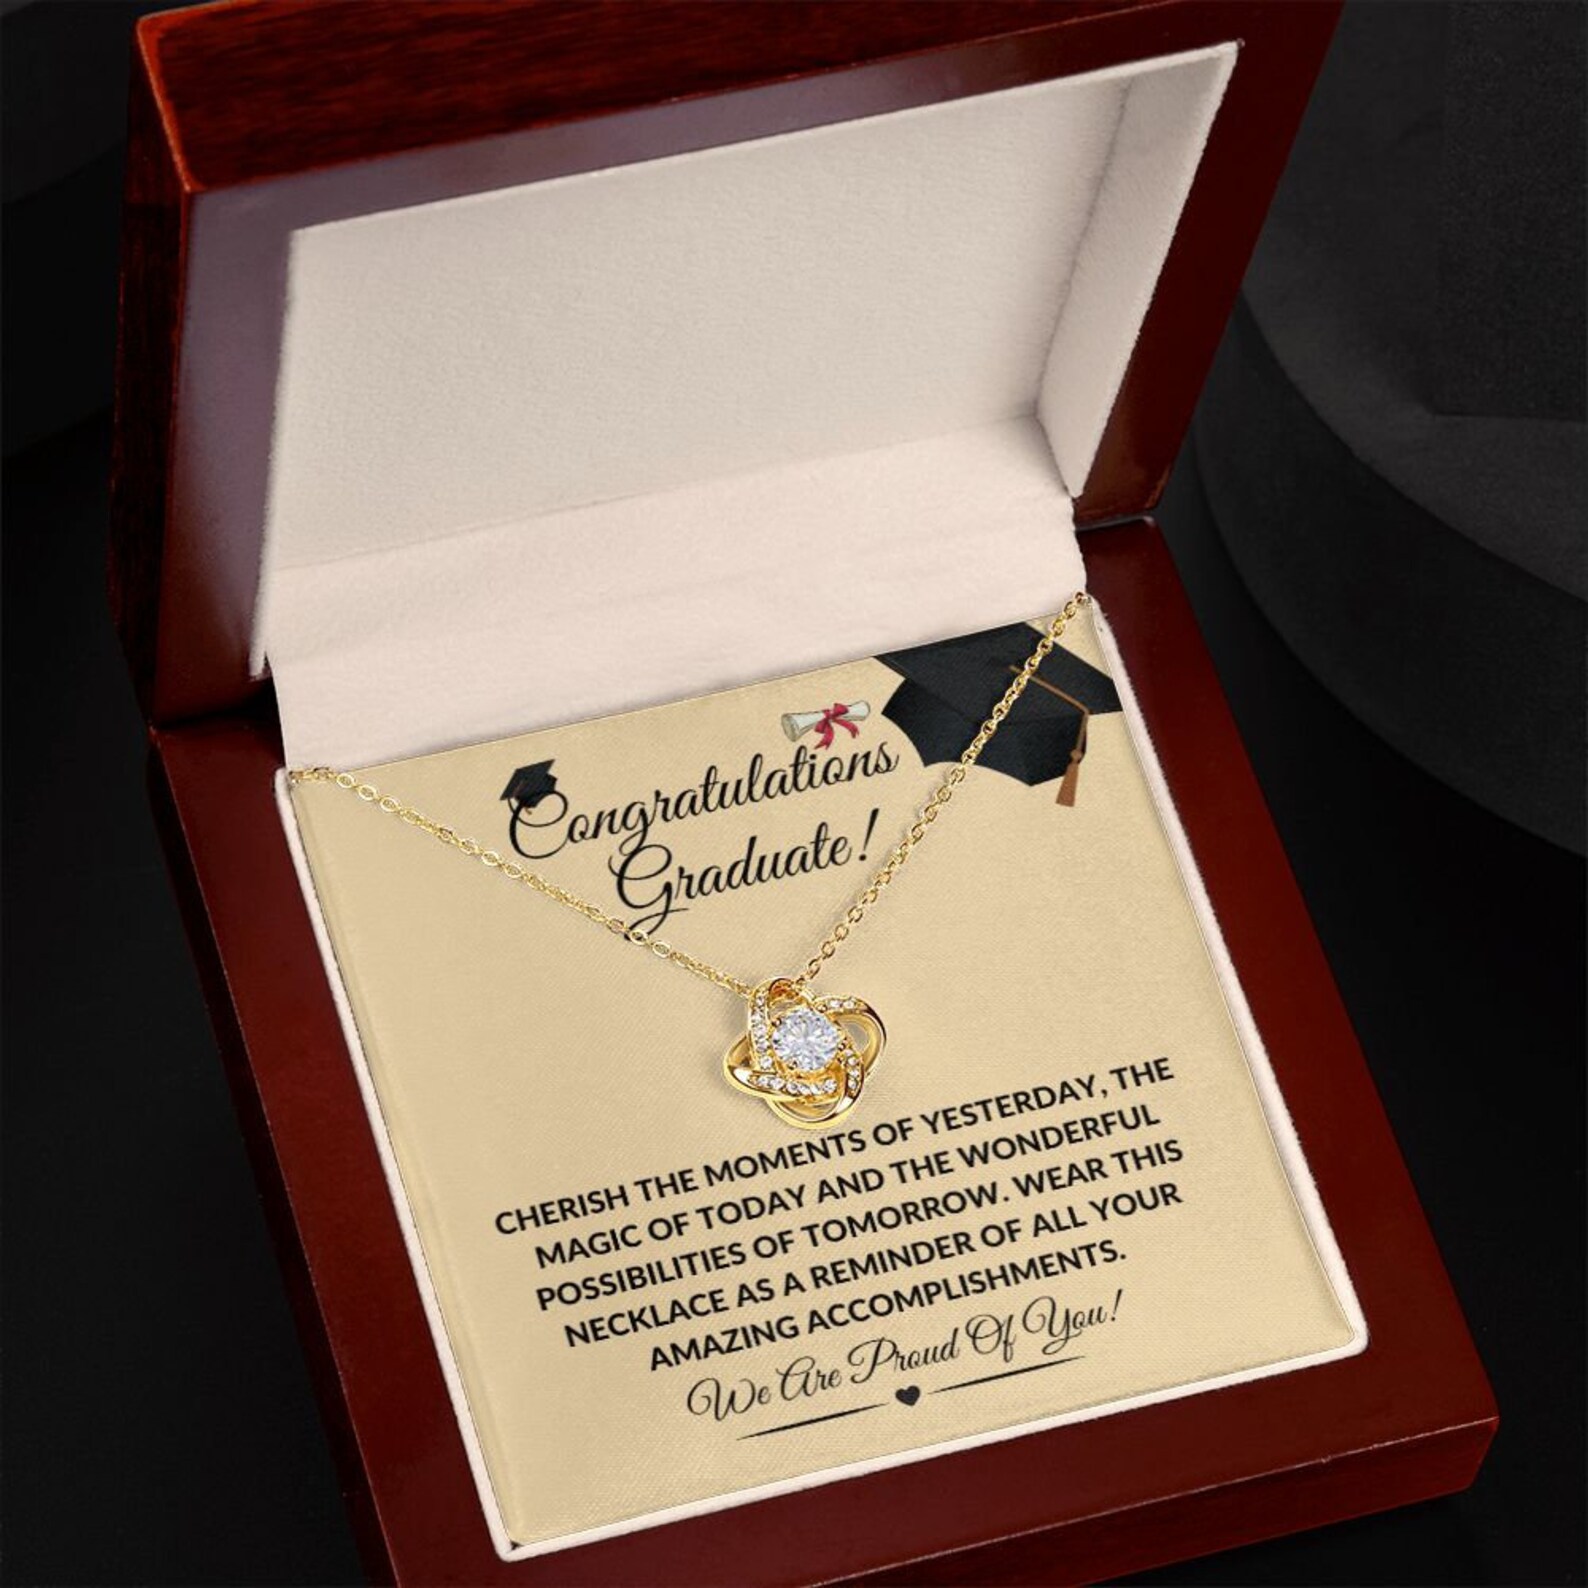 Congratulations
Graduate!
CHERISH THE MOMENTS OF YESTERDAY, THE
MAGIC OF TODAY AND THE WONDERFUL
POSSIBILITIES OF TOMORROW. WEAR THIS
NECKLACE AS A REMINDER OF ALL YOUR
AMAZING ACCOMPLISHMENTS.
We Are Proud Of You!